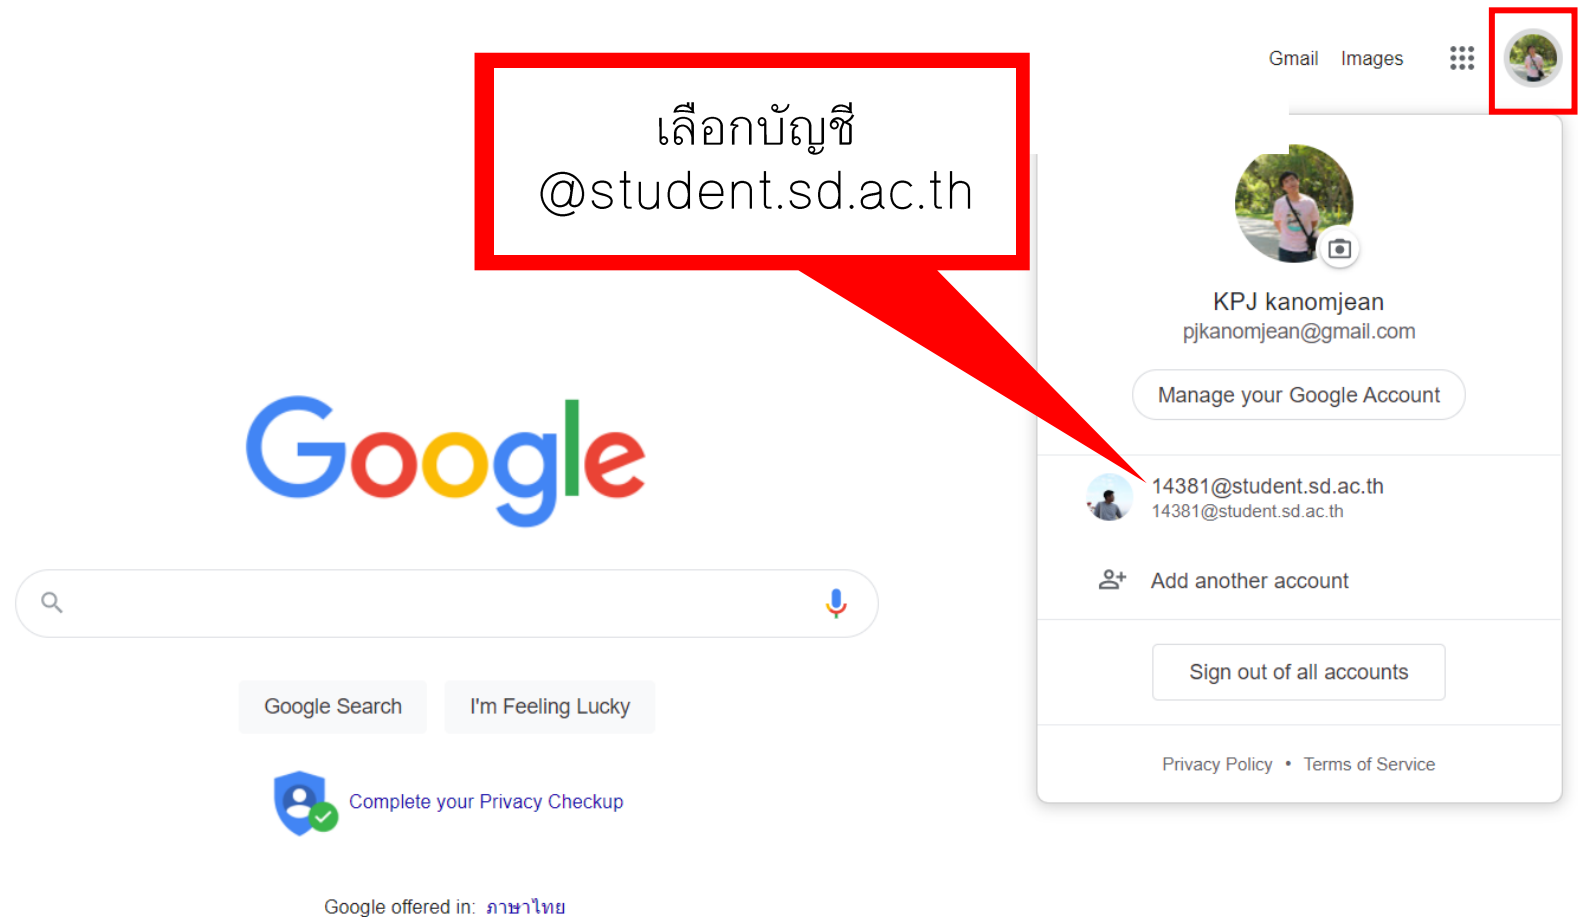 Gmail Images
เลือกบัญชี
@student.sd.ac.th
KPJ kanomjean
pjkanomjean@gmail.com
Manage your Google Account
14381@student.sd.ac.th
14381@student.sd.ac.th
Add another account
Sign out of all accounts
Privacy Policy • Terms of Service
Google
Google Search I'm Feeling Lucky
Complete your Privacy Checkup
Google offered in: ภาษาไทย